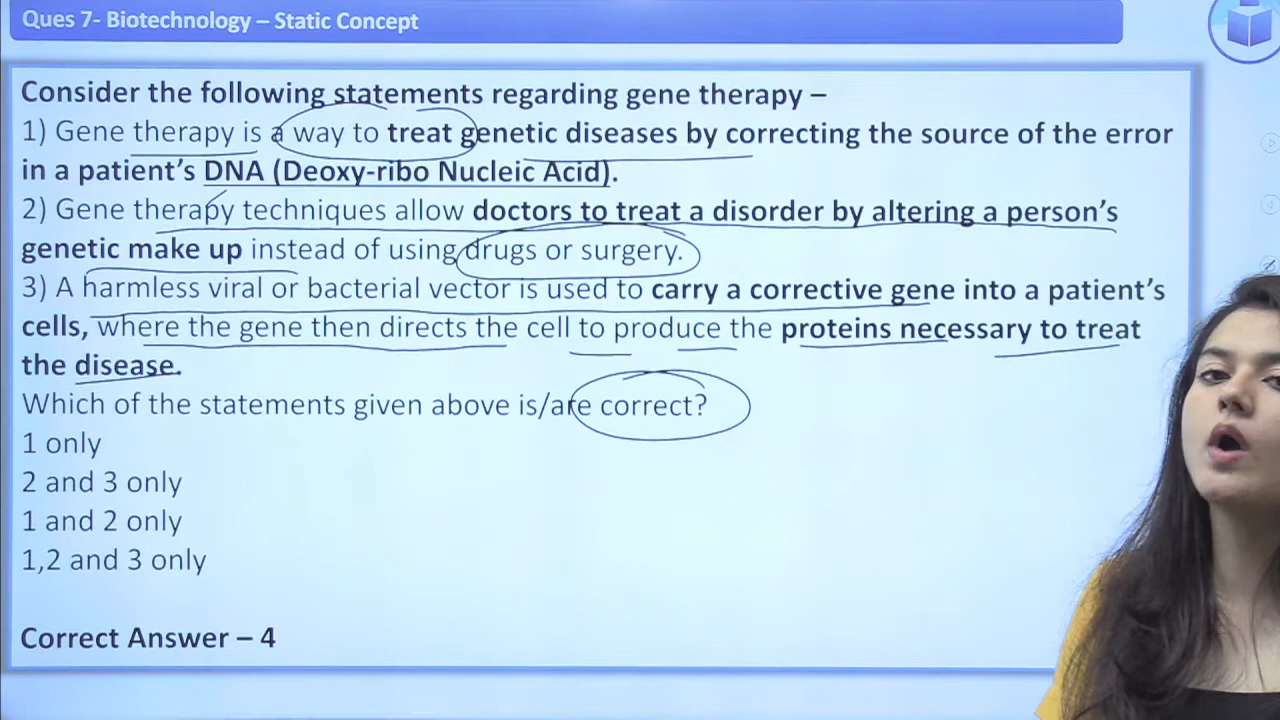 Ques 7- Biotechnology – Static Concept
Consider the following statements regarding gene therapy –
1) Gene therapy is a way to treat genetic diseases by correcting the source of the error
in a patient's DNA (Deoxy-ribo Nucleic Acid).
2) Gene therapy techniques allow doctors to treat a disorder by altering a person's
genetic make up instead of using drugs or surgery.
3) A harmless viral or bacterial vector is used to carry a corrective gene into a patient's
cells, where the gene then directs the cell to produce the proteins necessary to treat
the disease.
Which of the statements given above is/are correct?
1 only
2 and 3 only
1 and 2 only
1,2 and 3 only
Correct Answer – 4